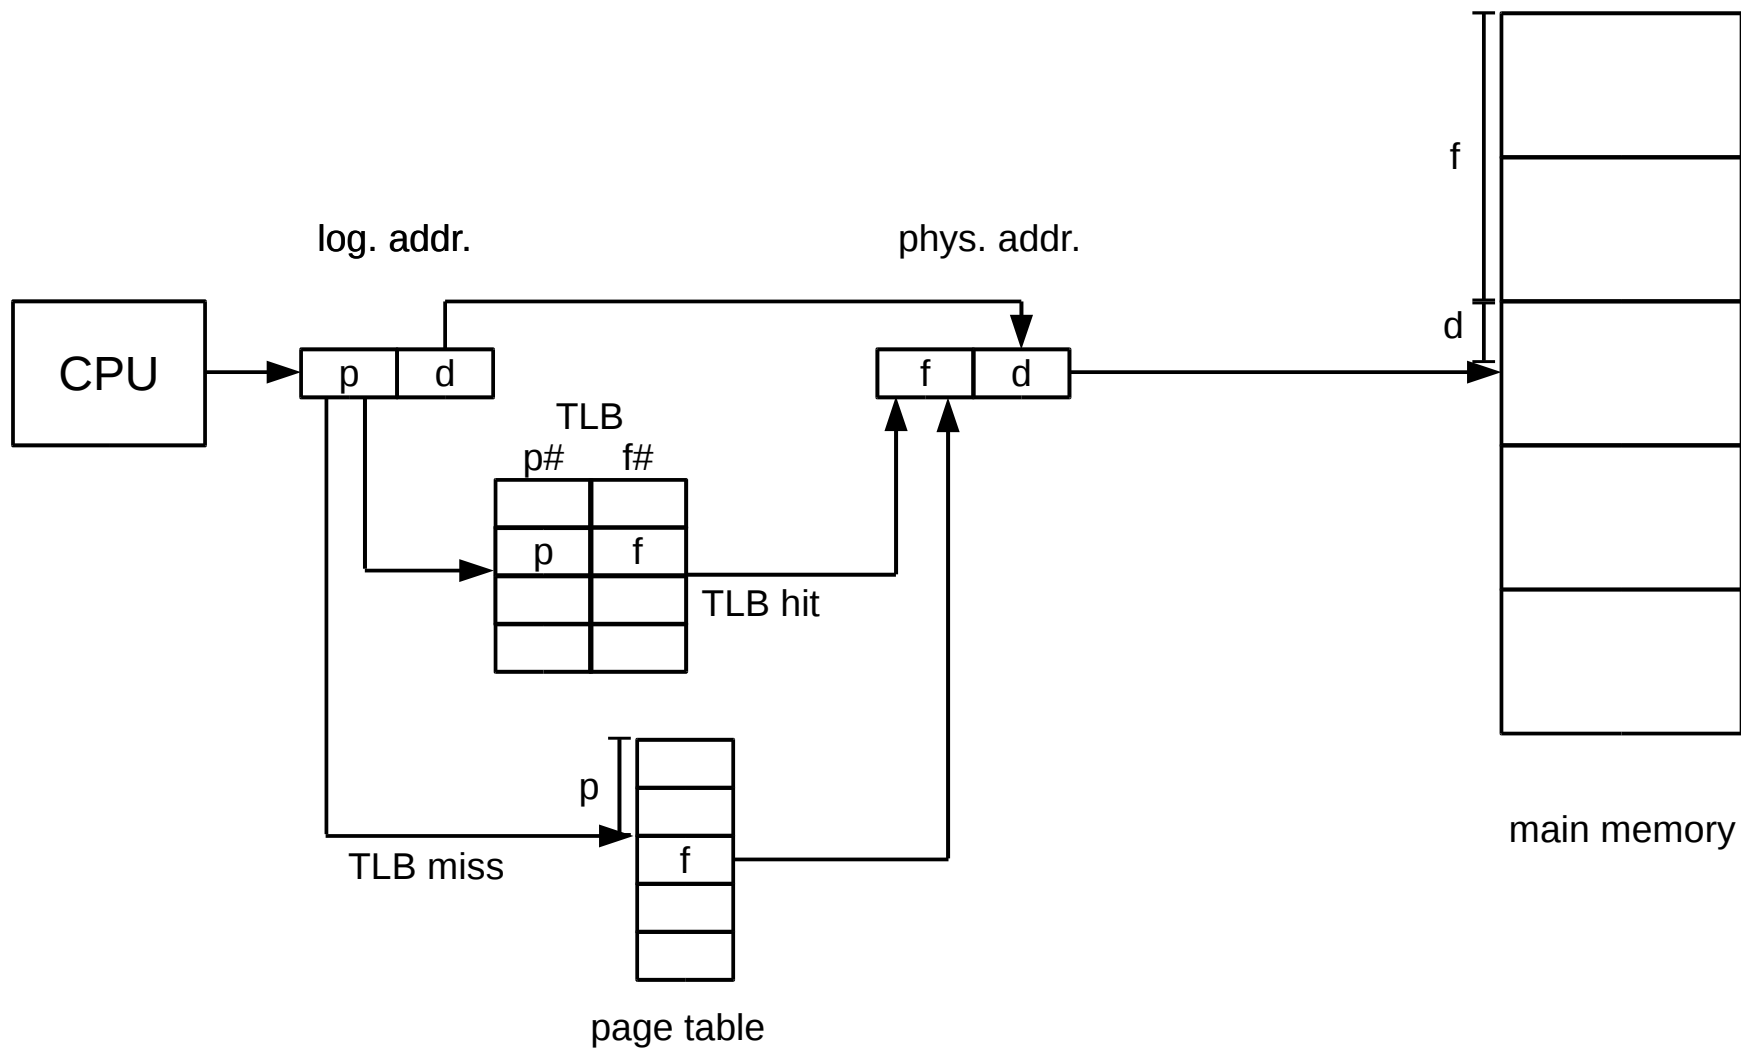 f
log. addr.
phys. addr.
d
CPU
p d
f d
TLB
p# f#
p f
TLB hit
p
TLB miss
f
main memory
page table